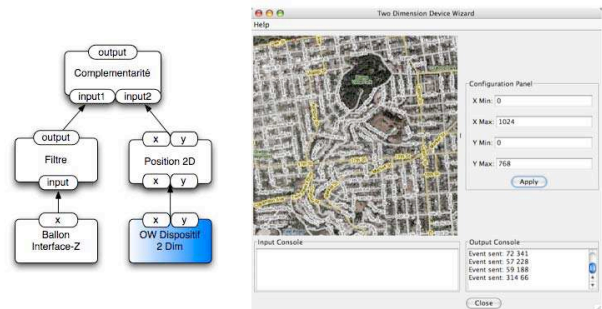 output
Complementarité
input1
input2
output
Filtre
input
x
y
Position 2D
x
y
x
Ballon
Interface-Z
x
y
OW Dispositif
2 Dim
Two Dimension Device Wizard
Help
Configuration Panel
X Min: 0
X Max: 1024
Y Min: 0
Y Max: 768
Apply
Input Console
Output Console
Event sent: 72 341
Event sent: 57 228
Event sent: 59 188
Event sent: 314 66
Close